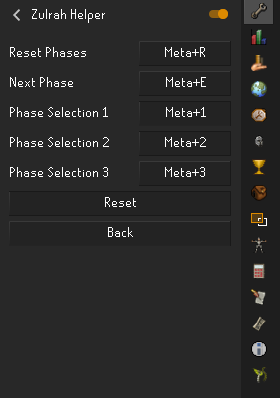 Zulrah Helper
Reset Phases Meta+R
Next Phase Meta+E
Phase Selection 1 Meta+1
Phase Selection 2 Meta+2
Phase Selection 3 Meta+3
Reset
Back